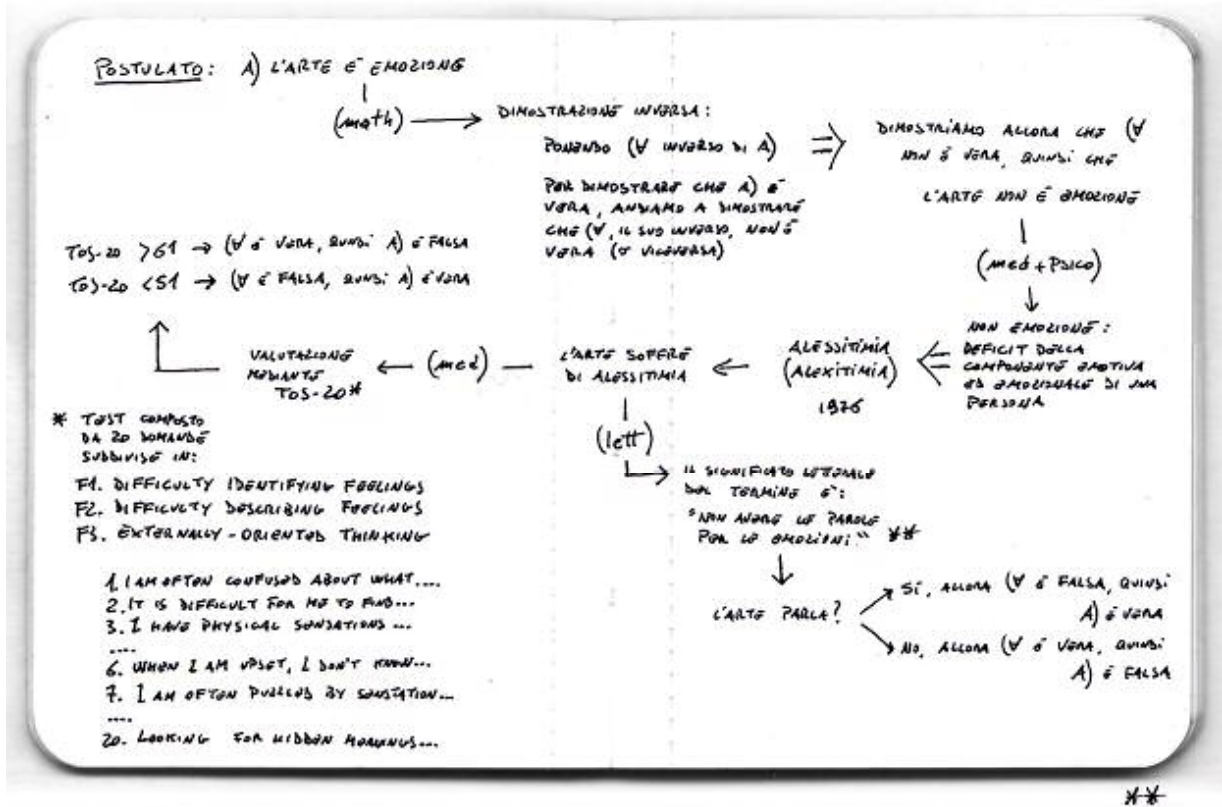 POSTULATO: A) L'ARTE È EMOZIONE
(math)
DIMOSTRAZIONE INVERSA:
PONENDO (∀ INVERSO DI A)
PER DIMOSTRARE CHE A) È
VERA, ANDIAMO A DIMOSTRARE
CHE (∀, IL SUO INVERSO, NON È
VERA (O VICEVERSA)
⇒
DIMOSTRIAMO ALLORA CHE (∀
NON È VERA, QUINDI CHE
L'ARTE NON È EMOZIONE
(med + PSICO)
NON EMOZIONE:
DEFICIT DELLA
COMPONENTE EMOTIVA
ED EMOZIONALE DI UNA
PERSONA
ALESSITIMIA
(ALEXITIMIA)
1976
L'ARTE SOFFRE
DI ALESSITIMIA
(med)
VALUTAZIONE
MEDIANTE
TOS-20*
TOS-20 >61 → (∀ È VERA, QUINDI A) È FALSA
TOS-20 <51 → (∀ È FALSA, QUINDI A) È VERA
* TEST COMPOSTO
DA 20 DOMANDE
SUDDIVISE IN:
F1. DIFFICULTY IDENTIFYING FEELINGS
F2. DIFFICULTY DESCRIBING FEELINGS
F3. EXTERNALLY-ORIENTED THINKING
1. I AM OFTEN CONFUSED ABOUT WHAT....
2. IT IS DIFFICULT FOR ME TO FIND...
3. I HAVE PHYSICAL SENSATIONS ...
....
6. WHEN I AM UPSET, I DON'T KNOW...
7. I AM OFTEN PUZZLED BY SENSTATION...
....
20. LOOKING FOR HIDDEN MEANINGS...
(lett)
IL SIGNIFICATO LETTERALE
DEL TERMINE È:
"NON AVERE LE PAROLE
PER LE EMOZIONI" **
L'ARTE PARLA?
SÌ, ALLORA (∀ È FALSA, QUINDI
A) È VERA
NO, ALLORA (∀ È VERA, QUINDI
A) È FALSA
**